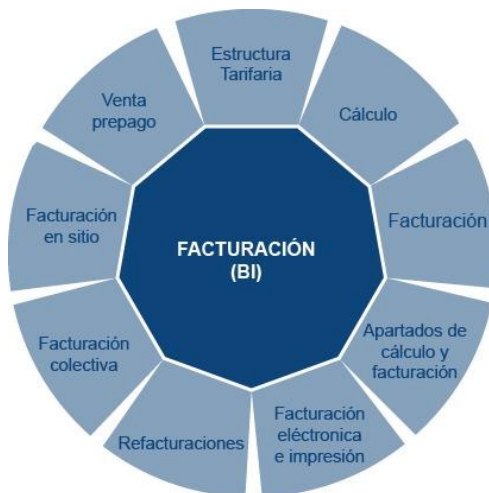 Estructura
Tarifaria
Cálculo
Facturación
Apartados de
cálculo y
facturación
Facturación
eléctronica
e impresión
Refacturaciones
Facturación
colectiva
Facturación
en sitio
Venta
prepago
FACTURACIÓN
(BI)